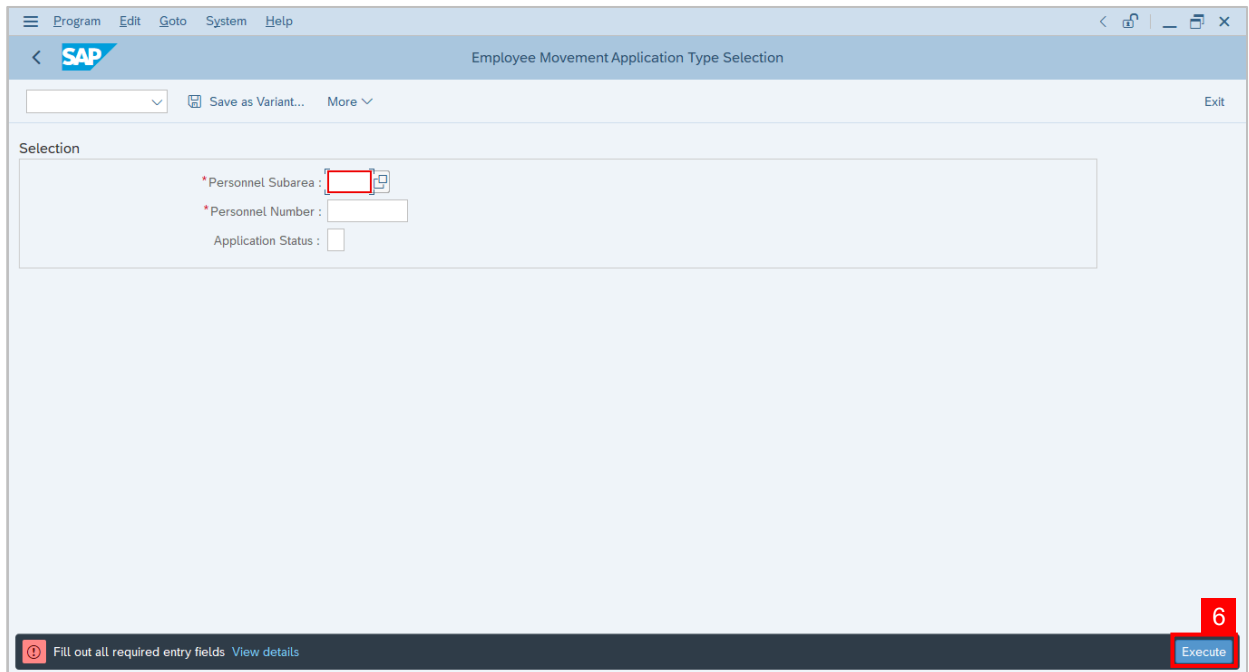 Program Edit Goto System Help
SAP Employee Movement Application Type Selection
Save as Variant... More Exit
Selection
*Personnel Subarea :
*Personnel Number :
Application Status :
6
Fill out all required entry fields View details Execute